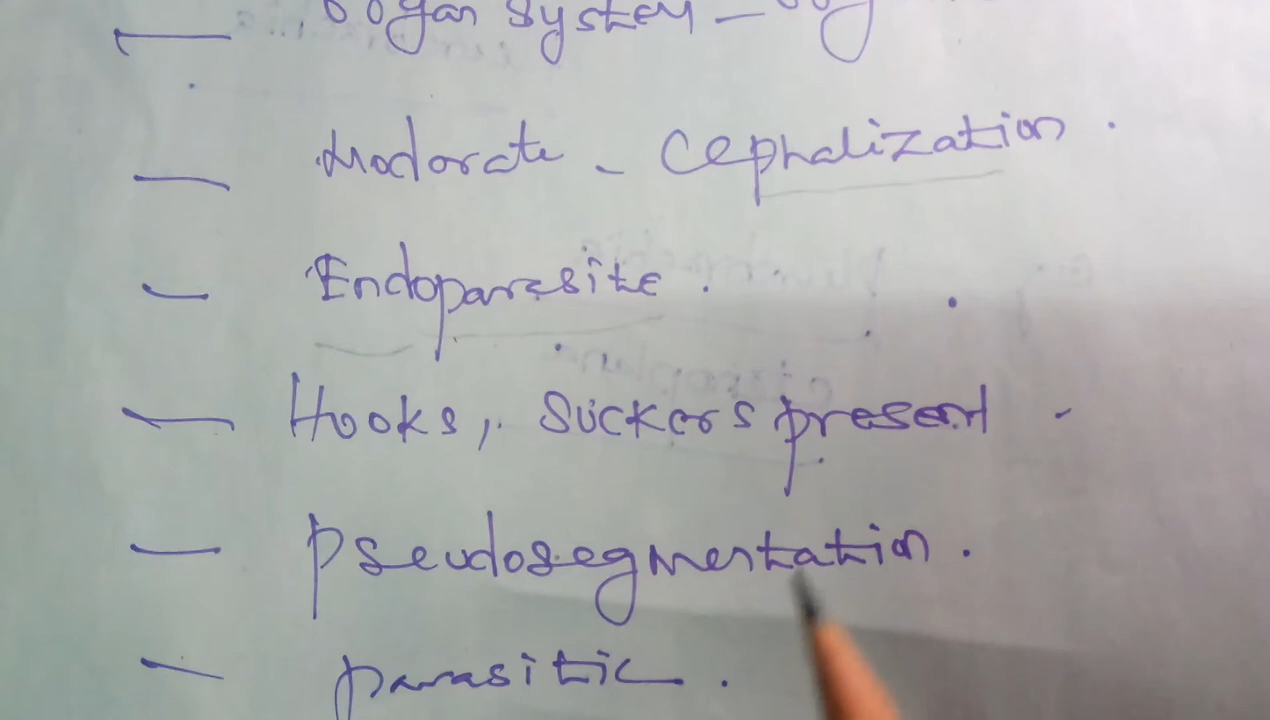 organ system -
— Moderate - Cephalization .
— Endoparasite .
— Hooks, Suckers present -
— Pseudosegmentation .
— parasitic .